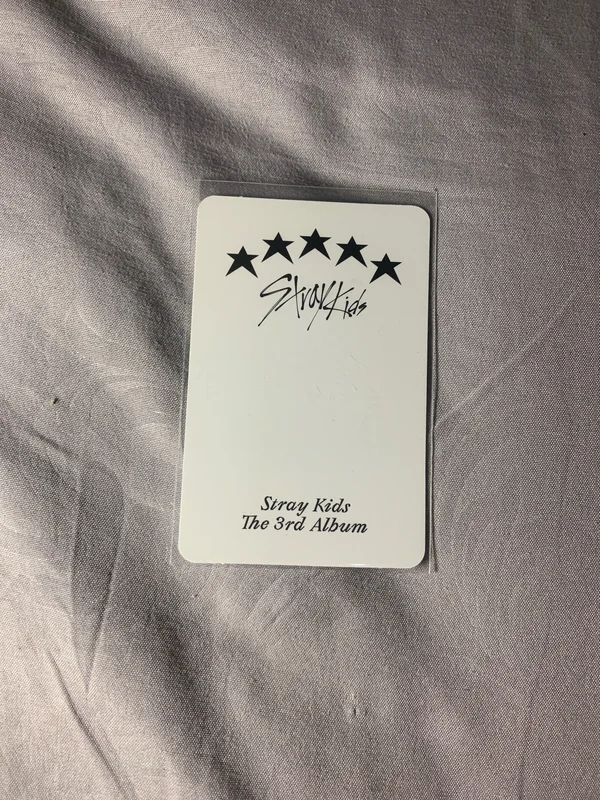 ★★★★★
Stray Kids
Stray Kids
The 3rd Album